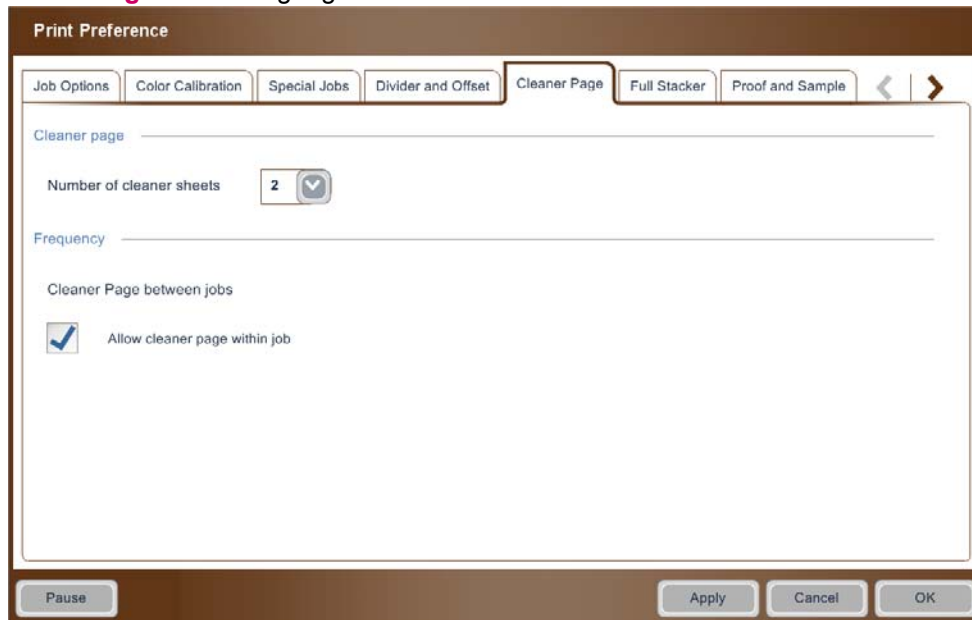 Print Preference
Job Options Color Calibration Special Jobs Divider and Offset Cleaner Page Full Stacker Proof and Sample
Cleaner page
Number of cleaner sheets 2
Frequency
Cleaner Page between jobs
Allow cleaner page within job
Pause Apply Cancel OK